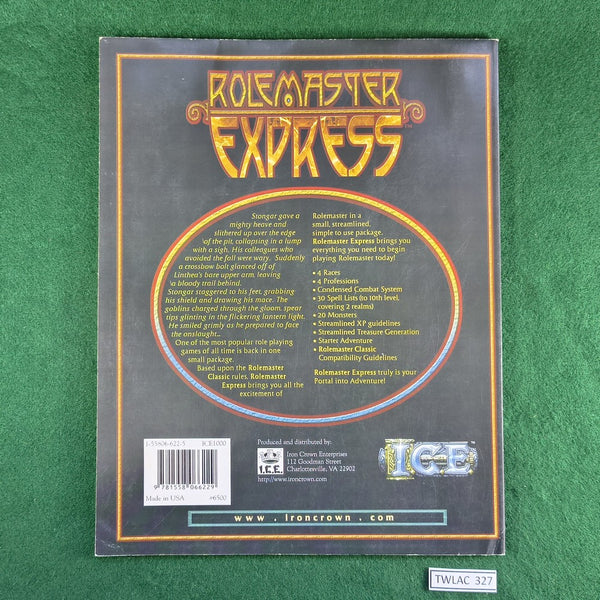 ROLEMASTER
EXPRESS
Stongar gave a
mighty heave and
slithered up over the edge
of the pit, collapsing in a lump
with a sigh. His colleagues who
avoided the fall were wary. Suddenly
a crossbow bolt glanced off of
Linthea's bare upper arm, leaving
a bloody trail behind.
Stongar staggered to his feet, grabbing
his shield and drawing his mace. The
goblins charged through the gloom, spear
tips glinting in the flickering lantern light.
He smiled grimly as he prepared to face
the onslaught...
One of the most popular role playing
games of all time is back in one
small package.
Based upon the Rolemaster
Classic rules, Rolemaster
Express brings you all the
excitement of
Rolemaster in a
small, streamlined,
simple to use package.
Rolemaster Express brings you
everything you need to begin
playing Rolemaster today!
• 4 Races
• 4 Professions
• Condensed Combat System
• 30 Spell Lists (to 10th level,
covering 2 realms)
• 20 Monsters
• Streamlined XP guidelines
• Streamlined Treasure Generation
• Starter Adventure
• Rolemaster Classic
Compatibility Guidelines
Rolemaster Express truly is your
Portal into Adventure!
1-55806-622-5 ICE1000
9 781558 066229
Made in USA #6500
Produced and distributed by:
I.C.E.
Iron Crown Enterprises
112 Goodman Street
Charlottesville, VA 22902
http://www.ironcrown.com
ICE
www.ironcrown.com
TWLAC 327